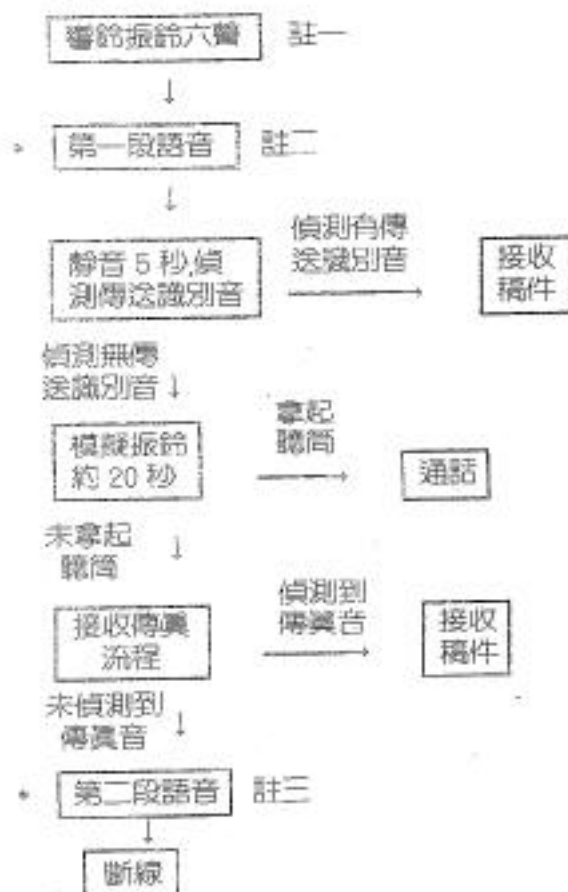 響鈴振鈴六聲 註一
第一段語音 註二
偵測有傳
送識別音
靜音5秒,偵
測傳送識別音
接收
稿件
偵測無傳
送識別音
模擬振鈴
約20秒
拿起
聽筒
通話
未拿起
聽筒
接收傳真
流程
偵測到
傳真音
接收
稿件
未偵測到
傳真音
第二段語音 註三
斷線